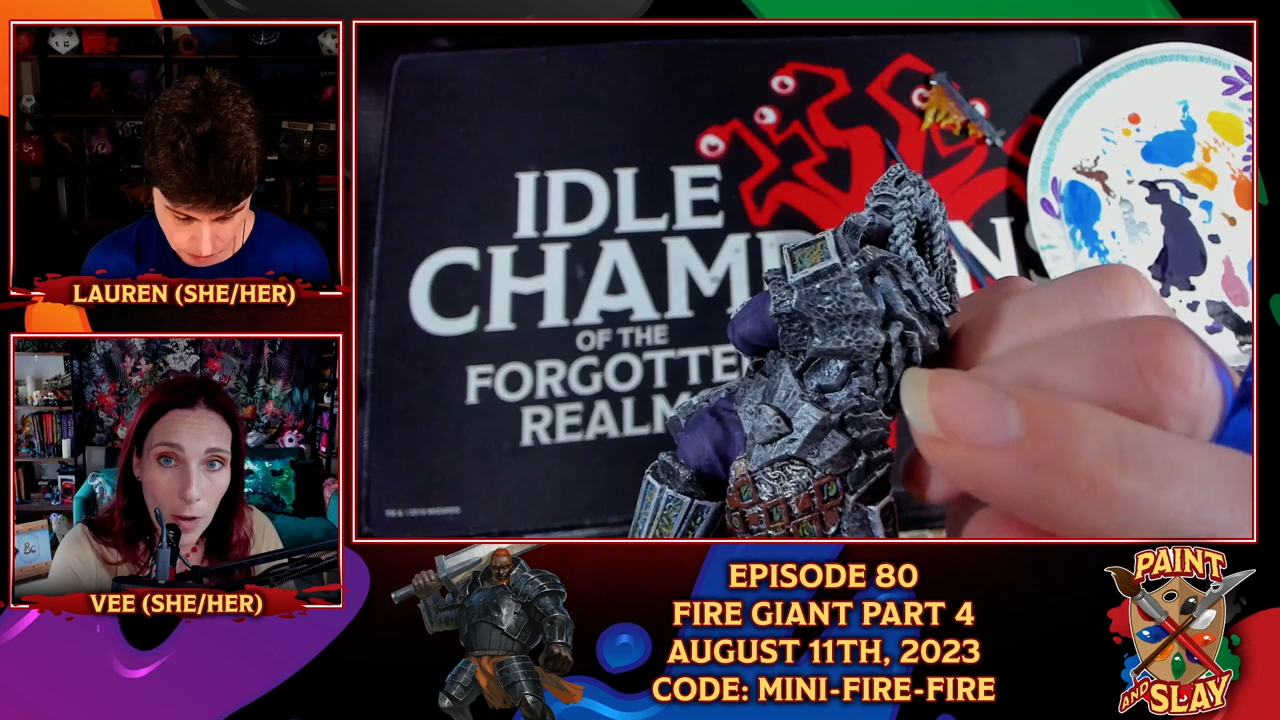 LAUREN (SHE/HER)
VEE (SHE/HER)
IDLE
CHAMP NS
OF THE
FORGOTTE
REALM
EPISODE 80
FIRE GIANT PART 4
AUGUST 11TH, 2023
CODE: MINI-FIRE-FIRE
PAINT
AND SLAY